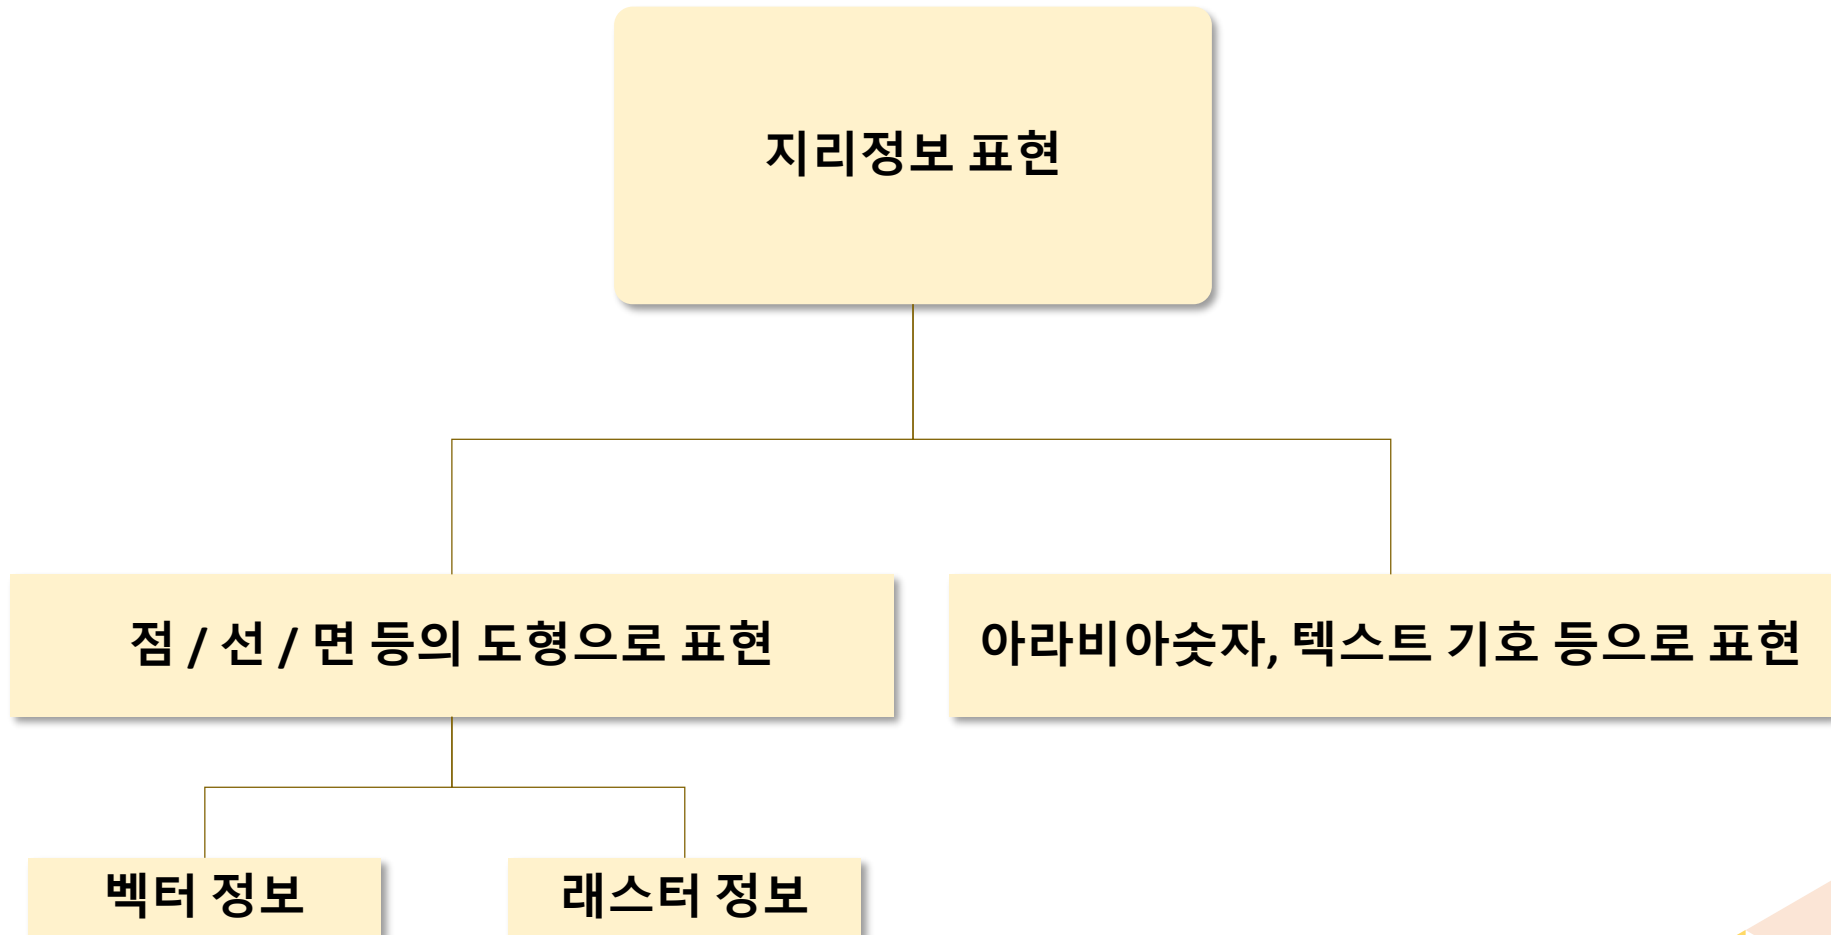 지리정보 표현
점 / 선 / 면 등의 도형으로 표현
아라비아숫자, 텍스트 기호 등으로 표현
벡터 정보
래스터 정보